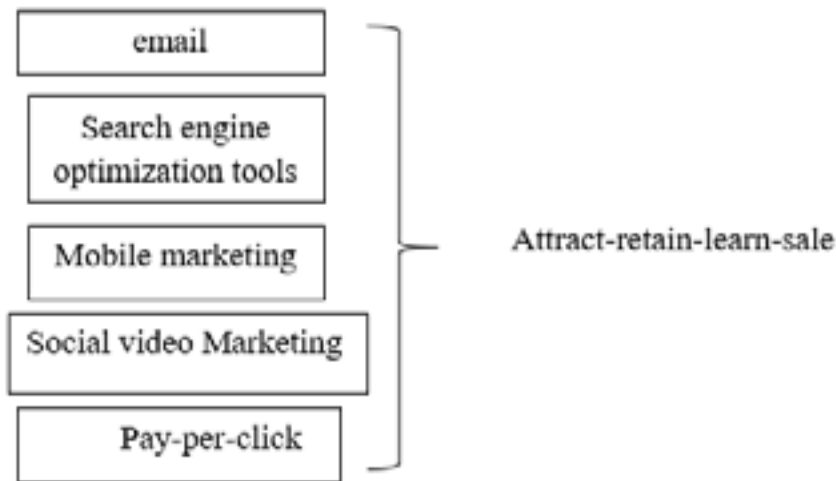 email
Search engine
optimization tools
Mobile marketing
Attract-retain-learn-sale
Social video Marketing
Pay-per-click